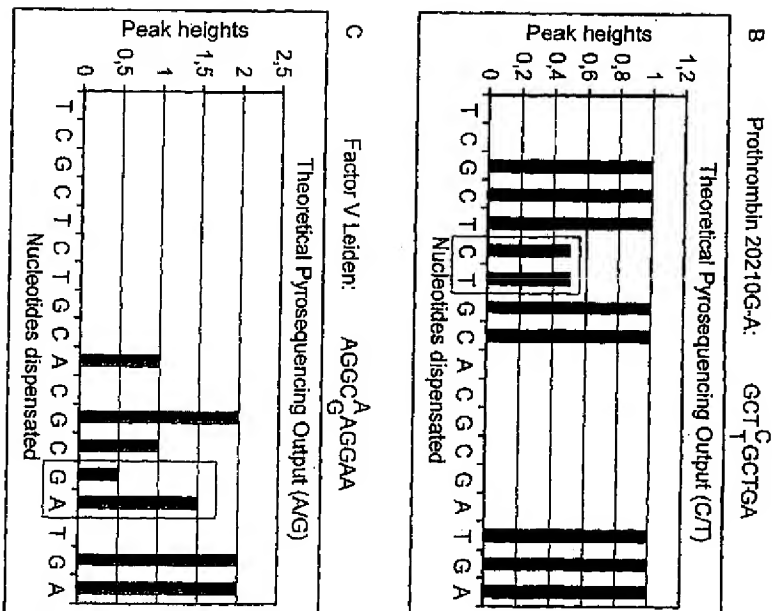 B Prothrombin 20210G-A: GCT C/T GCTGA
Theoretical Pyrosequencing Output (C/T)
Peak heights
1,2
1
0,8
0,6
0,4
0,2
0
T C G C T C T G C A C G C G A T G A
Nucleotides dispensated
C Factor V Leiden: AGGC A/G AGGAA
Theoretical Pyrosequencing Output (A/G)
Peak heights
2,5
2
1,5
1
0,5
0
T C G C T C T G C A C G C G A T G A
Nucleotides dispensated